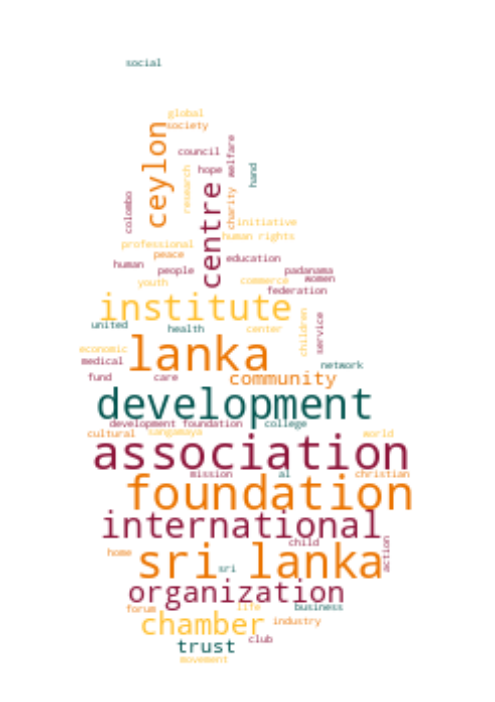 social
global
society
ceylon
council
welfare
hope
hand
research
centre
charity
colombo
initiative
human rights
professional
peace
education
human
people
padanama
women
youth
commerce
federation
institute
children
service
united
health
center
lanka
economic
medical
network
fund
care
community
development
development foundation
college
cultural
sangamaya
world
association
mission
al
christian
foundation
international
child
action
home
sri lanka
sri
organization
forum
life
business
chamber
industry
trust
club
movement